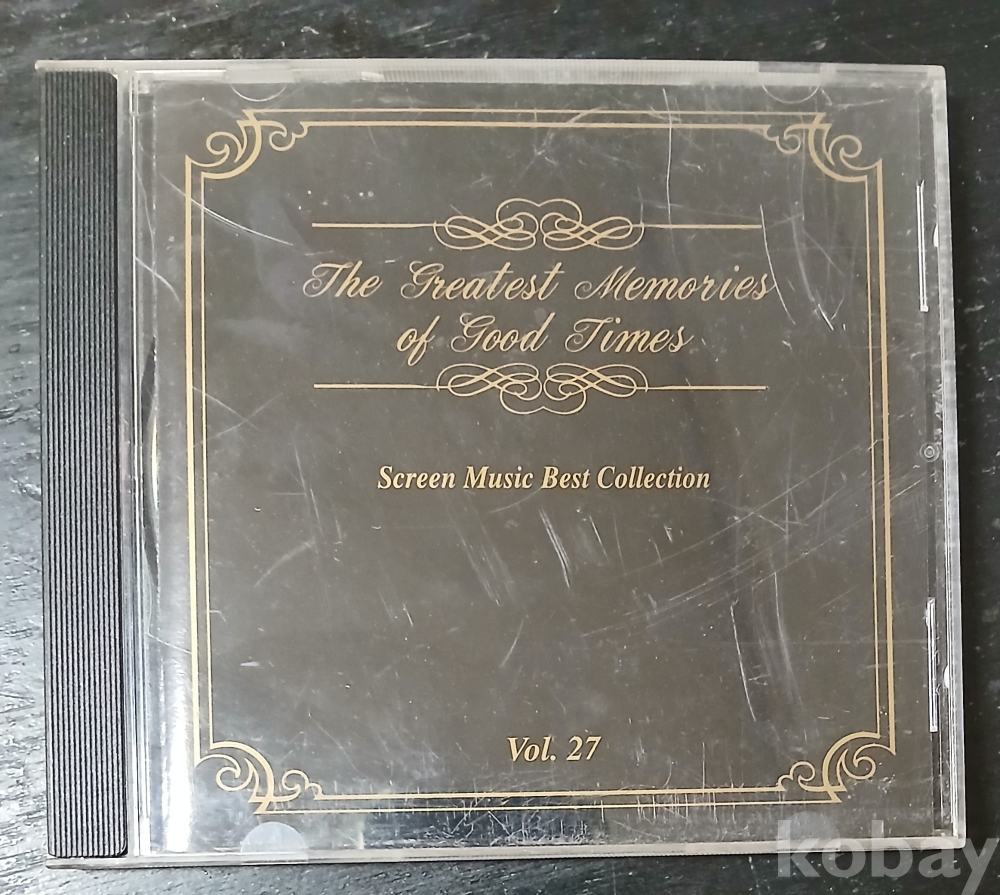 The Greatest Memories
of Good Times
Screen Music Best Collection
Vol. 27
kobay